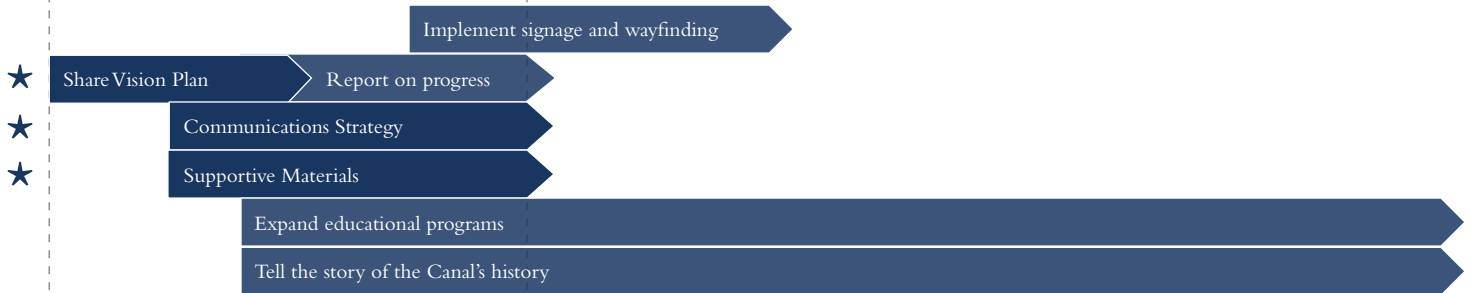 Implement signage and wayfinding
Share Vision Plan
Report on progress
Communications Strategy
Supportive Materials
Expand educational programs
Tell the story of the Canal’s history